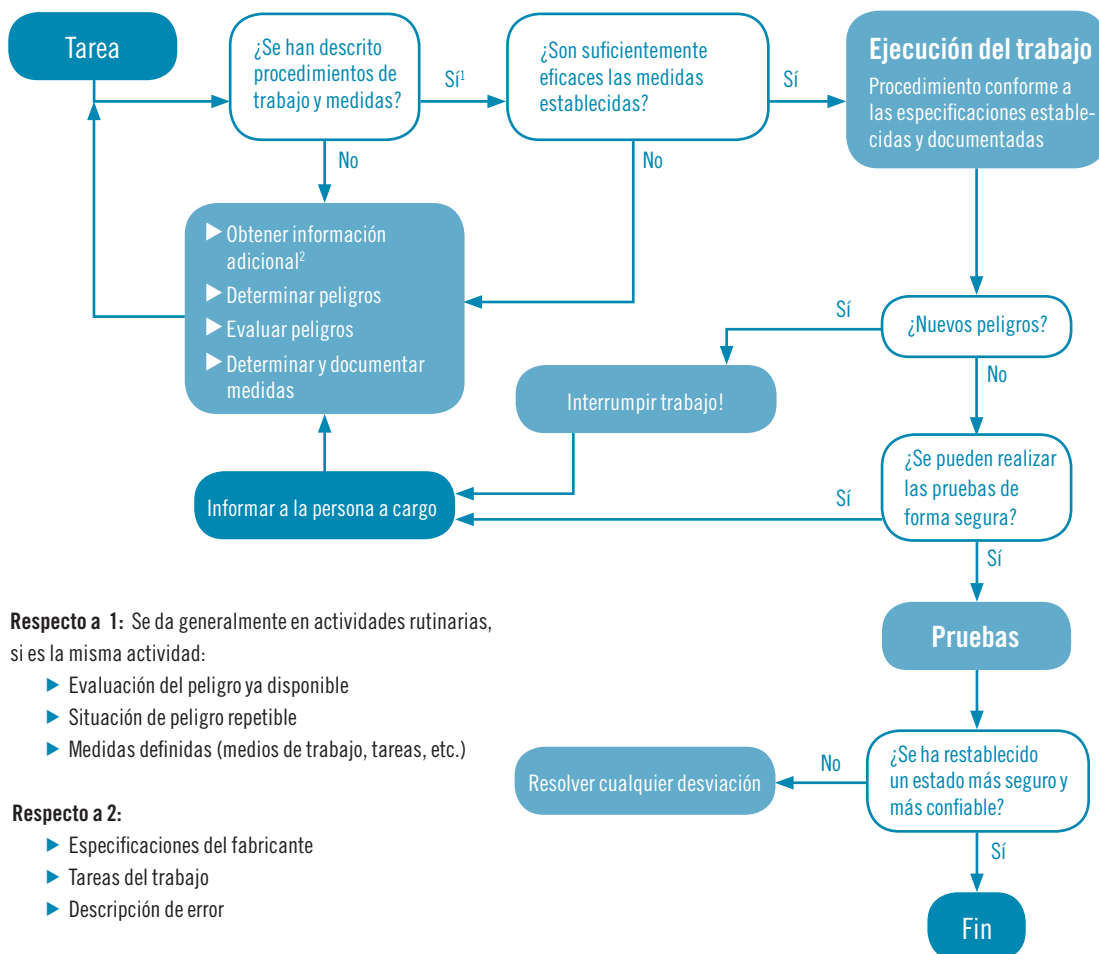 Tarea
¿Se han descrito
procedimientos de
trabajo y medidas?
Sí¹
¿Son suficientemente
eficaces las medidas
establecidas?
Sí
Ejecución del trabajo
Procedimiento conforme a
las especificaciones estable-
cidas y documentadas
No
No
▶ Obtener información
adicional²
▶ Determinar peligros
▶ Evaluar peligros
▶ Determinar y documentar
medidas
Sí
¿Nuevos peligros?
No
Interrumpir trabajo!
¿Se pueden realizar
las pruebas de
forma segura?
Sí
Informar a la persona a cargo
Sí
Respecto a 1: Se da generalmente en actividades rutinarias,
si es la misma actividad:
▶ Evaluación del peligro ya disponible
▶ Situación de peligro repetible
▶ Medidas definidas (medios de trabajo, tareas, etc.)
Pruebas
Respecto a 2:
▶ Especificaciones del fabricante
▶ Tareas del trabajo
▶ Descripción de error
Resolver cualquier desviación
No
¿Se ha restablecido
un estado más seguro y
más confiable?
Sí
Fin